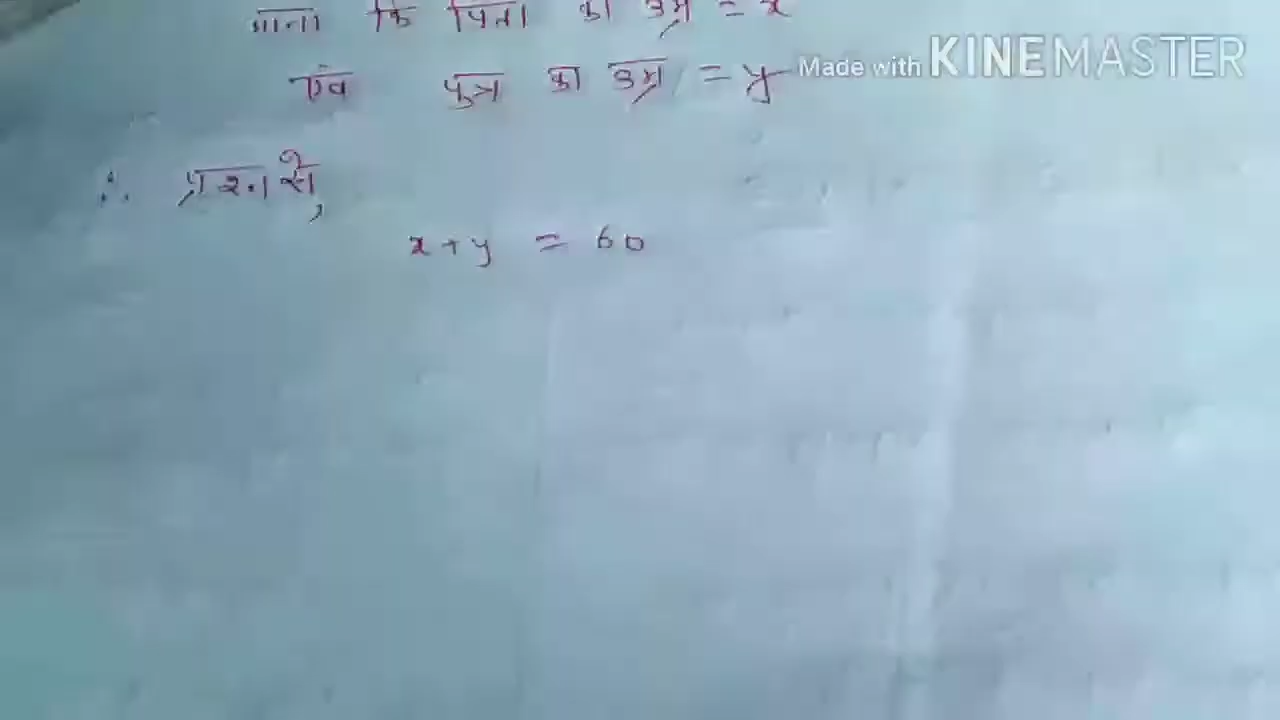 माना कि पिता का उम्र = x
एवं पुत्र का उम्र = y
Made with KINEMASTER
∴ प्रश्न से,
x + y = 60